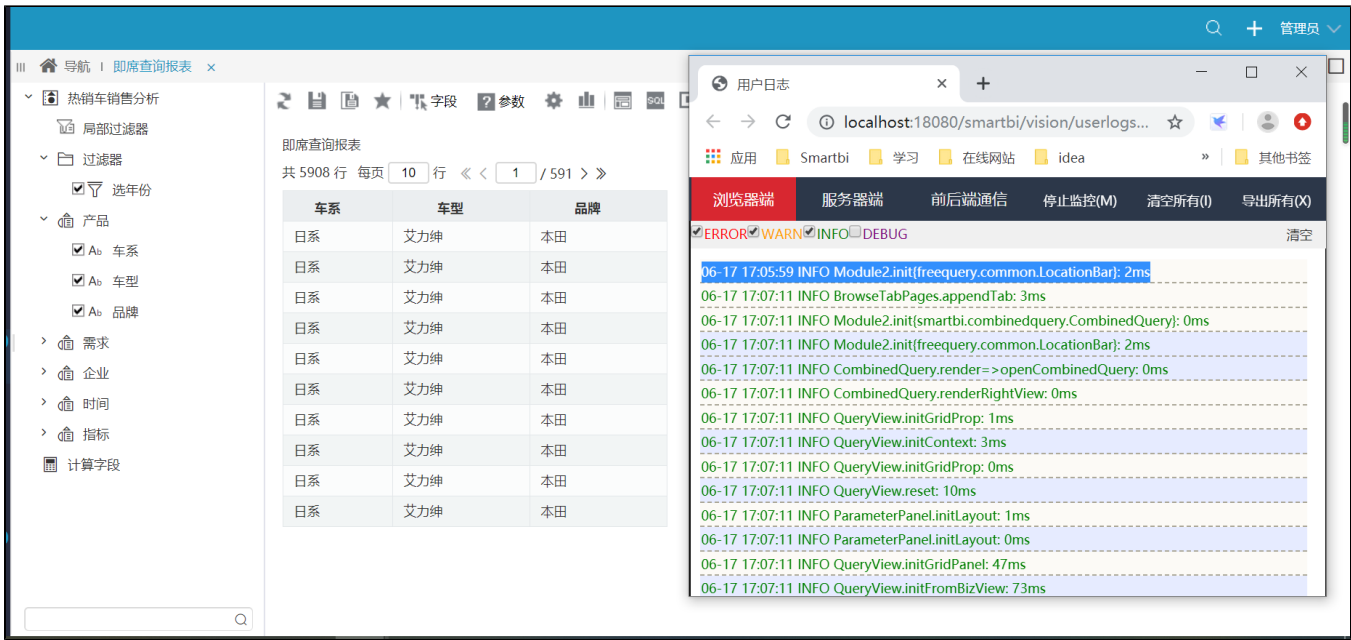 管理员
导航 | 即席查询报表 ×
热销车销售分析
局部过滤器
过滤器
选年份
产品
Ab 车系
Ab 车型
Ab 品牌
需求
企业
时间
指标
计算字段
字段 ? 参数 SQL
即席查询报表
共 5908 行 每页 10 行 1 / 591
车系 车型 品牌
日系 艾力绅 本田
日系 艾力绅 本田
日系 艾力绅 本田
日系 艾力绅 本田
日系 艾力绅 本田
日系 艾力绅 本田
日系 艾力绅 本田
日系 艾力绅 本田
日系 艾力绅 本田
日系 艾力绅 本田
用户日志
localhost:18080/smartbi/vision/userlogs...
应用 Smartbi 学习 在线网站 idea » 其他书签
浏览器端 服务器端 前后端通信 停止监控(M) 清空所有(I) 导出所有(X)
ERROR WARN INFO DEBUG 清空
06-17 17:05:59 INFO Module2.init{freequery.common.LocationBar}: 2ms
06-17 17:07:11 INFO BrowseTabPages.appendTab: 3ms
06-17 17:07:11 INFO Module2.init{smartbi.combinedquery.CombinedQuery}: 0ms
06-17 17:07:11 INFO Module2.init{freequery.common.LocationBar}: 2ms
06-17 17:07:11 INFO CombinedQuery.render=>openCombinedQuery: 0ms
06-17 17:07:11 INFO CombinedQuery.renderRightView: 0ms
06-17 17:07:11 INFO QueryView.initGridProp: 1ms
06-17 17:07:11 INFO QueryView.initContext: 3ms
06-17 17:07:11 INFO QueryView.initGridProp: 0ms
06-17 17:07:11 INFO QueryView.reset: 10ms
06-17 17:07:11 INFO ParameterPanel.initLayout: 1ms
06-17 17:07:11 INFO ParameterPanel.initLayout: 0ms
06-17 17:07:11 INFO QueryView.initGridPanel: 47ms
06-17 17:07:11 INFO QueryView.initFromBizView: 73ms